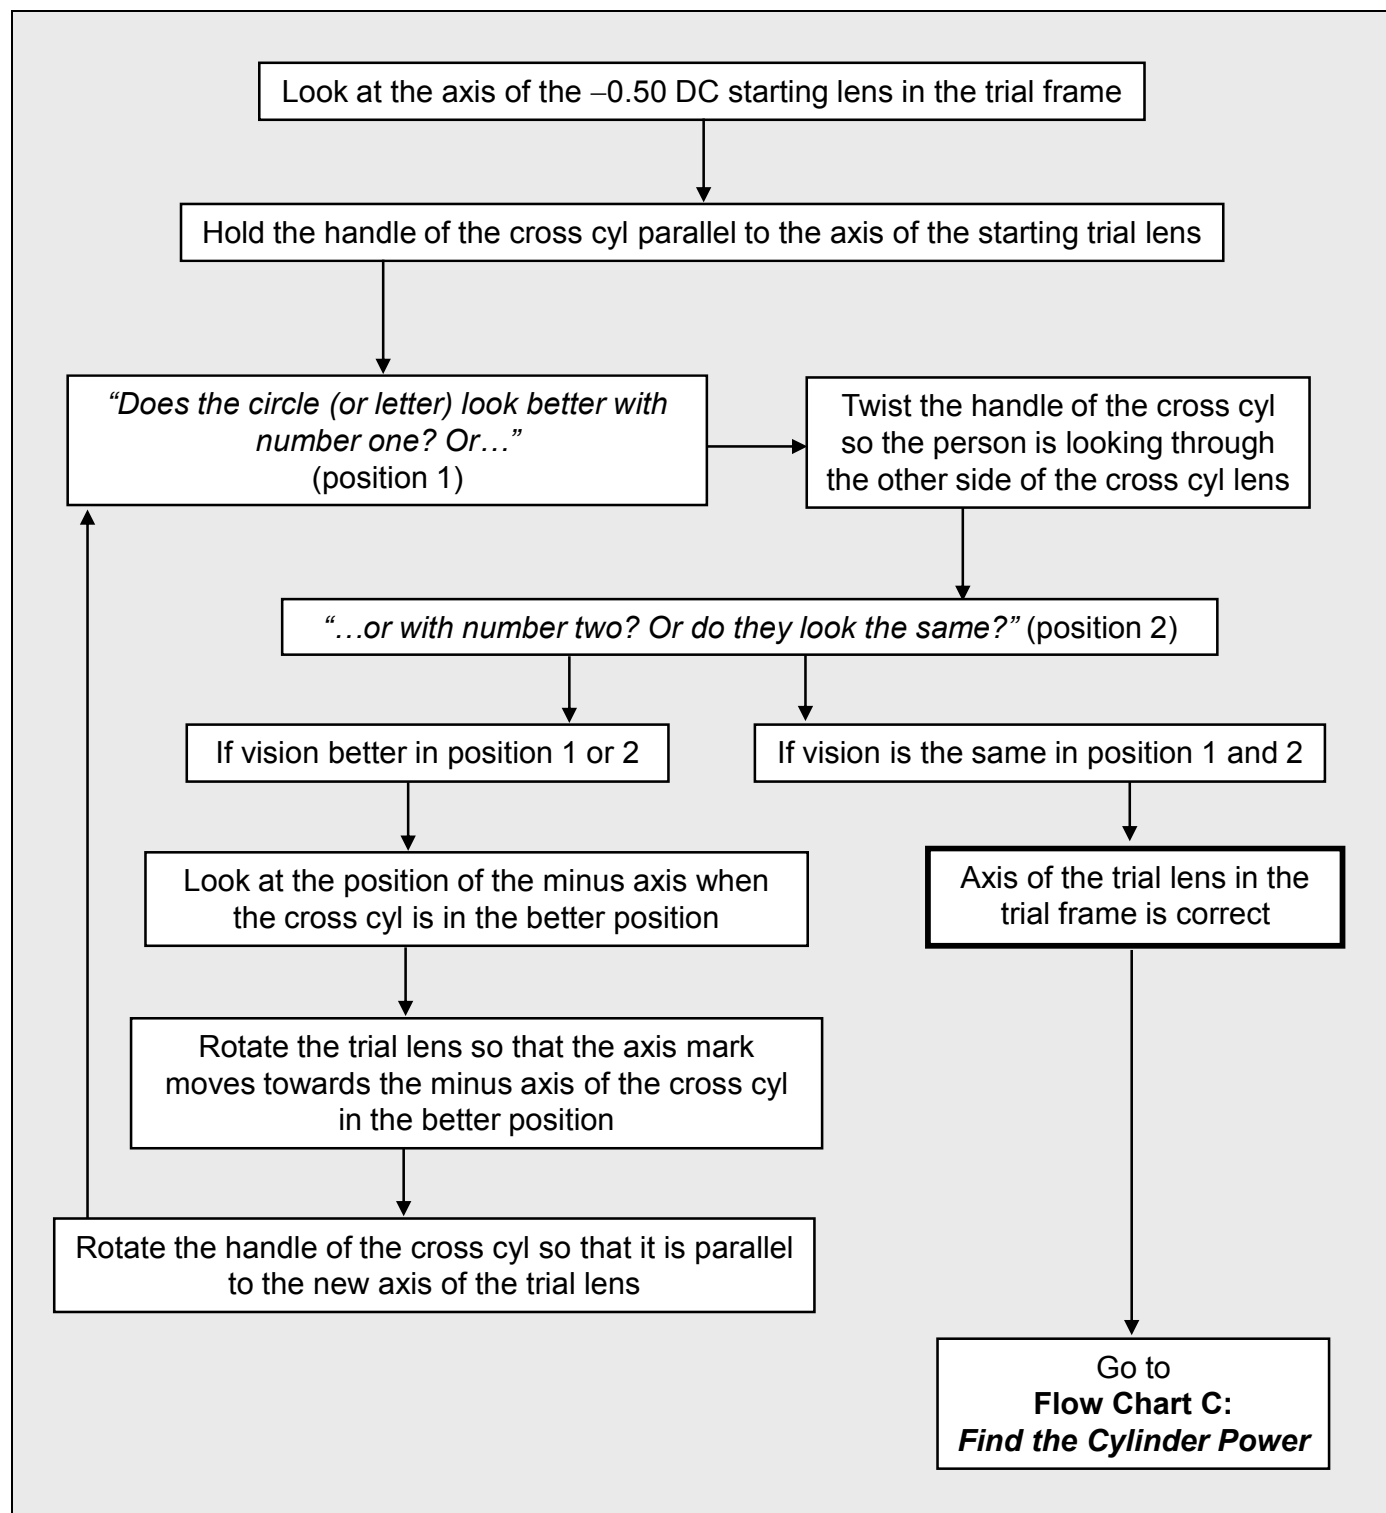 Look at the axis of the −0.50 DC starting lens in the trial frame
Hold the handle of the cross cyl parallel to the axis of the starting trial lens
“Does the circle (or letter) look better with
number one? Or…”
(position 1)
Twist the handle of the cross cyl
so the person is looking through
the other side of the cross cyl lens
“…or with number two? Or do they look the same?” (position 2)
If vision better in position 1 or 2
If vision is the same in position 1 and 2
Look at the position of the minus axis when
the cross cyl is in the better position
Axis of the trial lens in the
trial frame is correct
Rotate the trial lens so that the axis mark
moves towards the minus axis of the cross cyl
in the better position
Rotate the handle of the cross cyl so that it is parallel
to the new axis of the trial lens
Go to
Flow Chart C:
Find the Cylinder Power